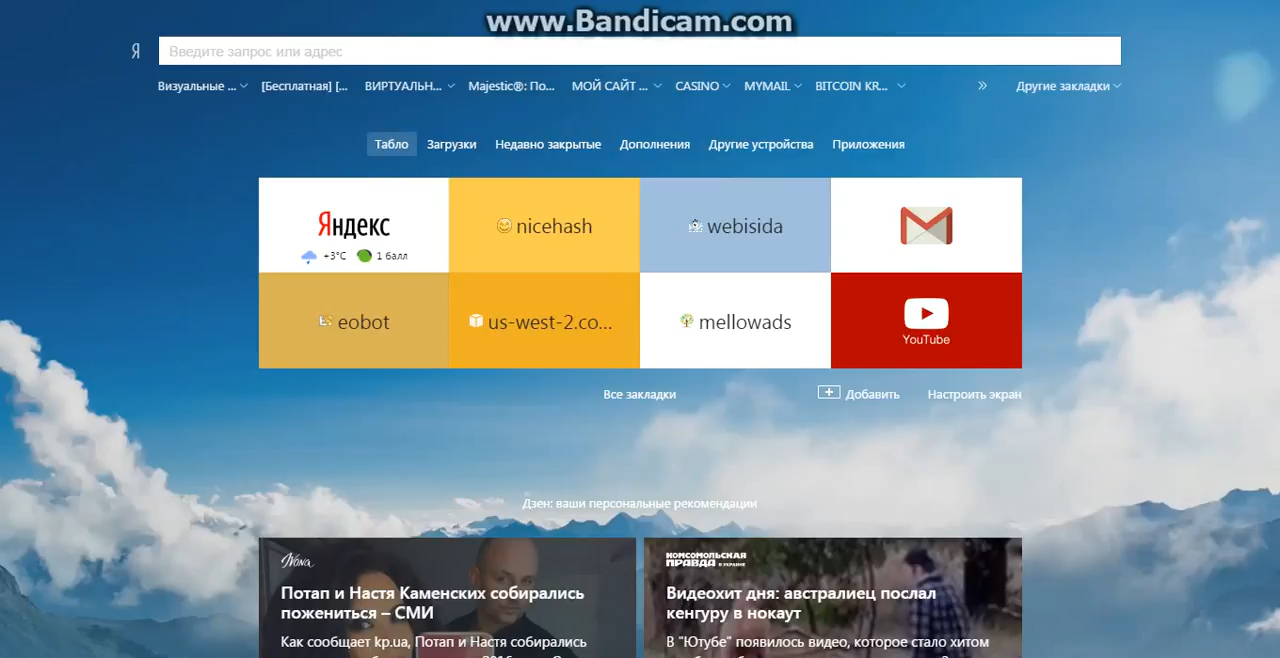 www.Bandicam.com
Я Введите запрос или адрес
Визуальные ... [Бесплатная] [... ВИРТУАЛЬН... Majestic®: По... МОЙ САЙТ ... CASINO MYMAIL BITCOIN KR... » Другие закладки
Табло Загрузки Недавно закрытые Дополнения Другие устройства Приложения
Яндекс
+3°C 1 балл
nicehash
webisida
eobot
us-west-2.co...
mellowads
YouTube
Все закладки Добавить Настроить экран
Дзен: ваши персональные рекомендации
Потап и Настя Каменских собирались
пожениться – СМИ
Как сообщает kp.ua, Потап и Настя собирались
КОМСОМОЛЬСКАЯ
ПРАВДА В УКРАИНЕ
Видеохит дня: австралиец послал
кенгуру в нокаут
В "Ютубе" появилось видео, которое стало хитом